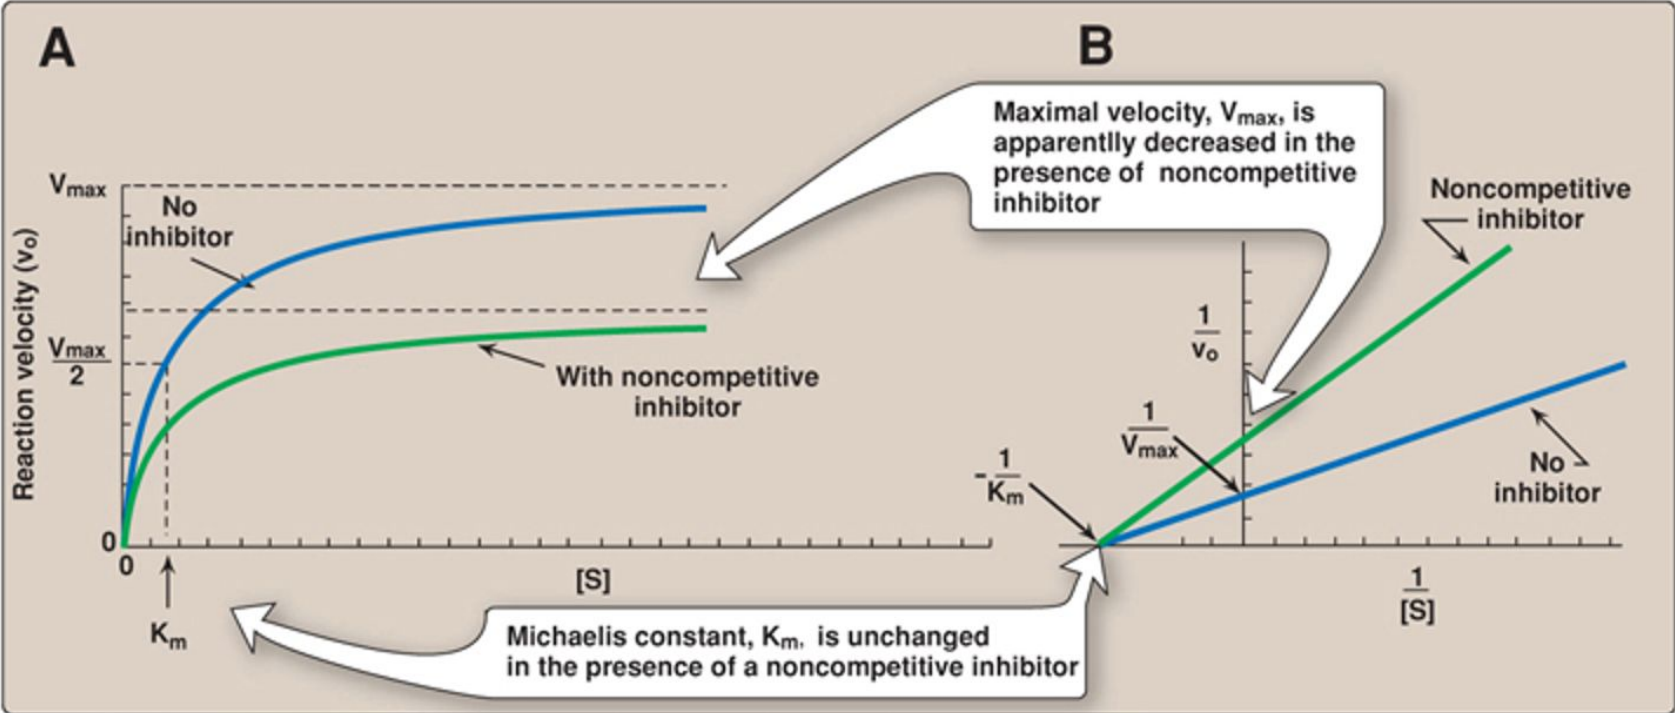 A
B
Maximal velocity, Vmax, is
apparentlly decreased in the
presence of noncompetitive
inhibitor
Vmax
No
inhibitor
Vmax
2
Reaction velocity (vo)
With noncompetitive
inhibitor
0
0
[S]
Km
Michaelis constant, Km, is unchanged
in the presence of a noncompetitive inhibitor
Noncompetitive
inhibitor
1
vo
1
Vmax
-1
Km
No
inhibitor
1
[S]